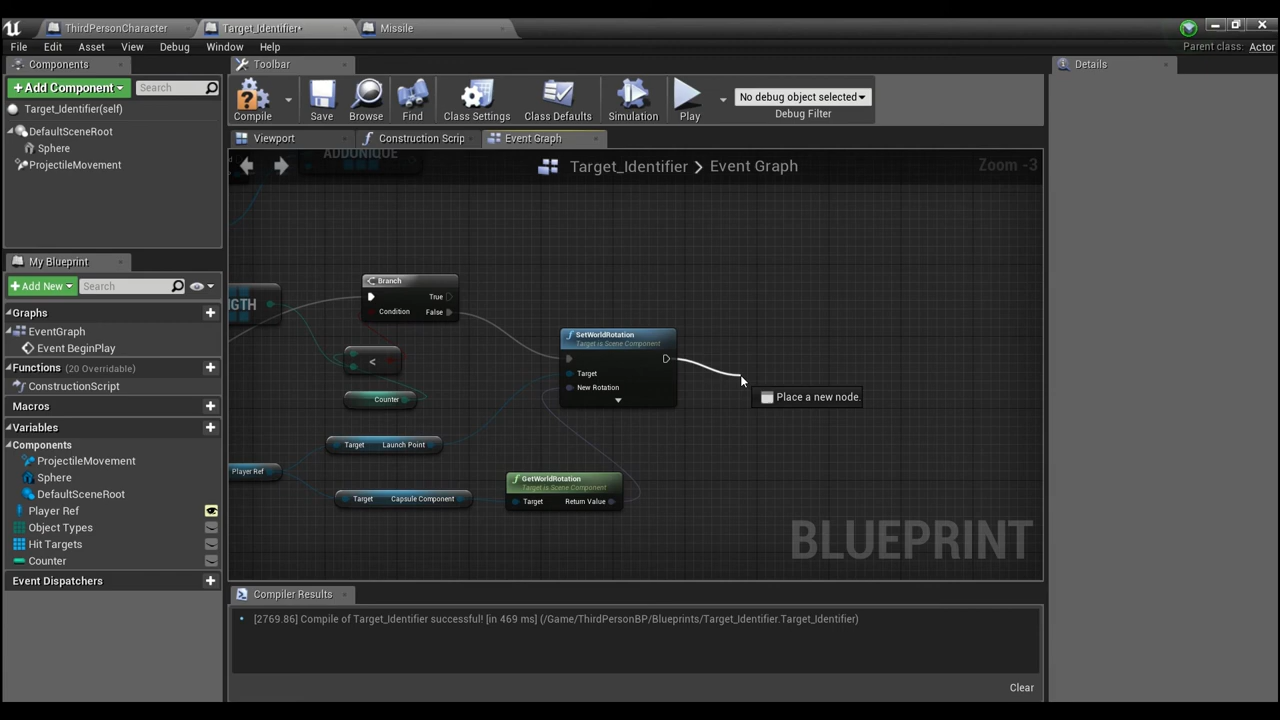 ThirdPersonCharacter
Target_Identifier*
Missile
File Edit Asset View Debug Window Help
Parent class: Actor
Components
Toolbar
Details
+ Add Component
Search
Compile
Save
Browse
Find
Class Settings
Class Defaults
Simulation
Play
No debug object selected
Debug Filter
Target_Identifier(self)
DefaultSceneRoot
Sphere
ProjectileMovement
Viewport
Construction Scrip
Event Graph
ADDUNIQUE
Target_Identifier > Event Graph
Zoom -3
My Blueprint
+ Add New
Search
Graphs
EventGraph
Event BeginPlay
Functions (20 Overridable)
ConstructionScript
Macros
Variables
Components
ProjectileMovement
Sphere
DefaultSceneRoot
Player Ref
Object Types
Hit Targets
Counter
Event Dispatchers
Branch
True
Condition False
GTH
<
Counter
SetWorldRotation
Target is Scene Component
Target
New Rotation
Place a new node.
Target Launch Point
Player Ref
Target Capsule Component
GetWorldRotation
Target is Scene Component
Target Return Value
BLUEPRINT
Compiler Results
[2769.86] Compile of Target_Identifier successful! [in 469 ms] (/Game/ThirdPersonBP/Blueprints/Target_Identifier.Target_Identifier)
Clear